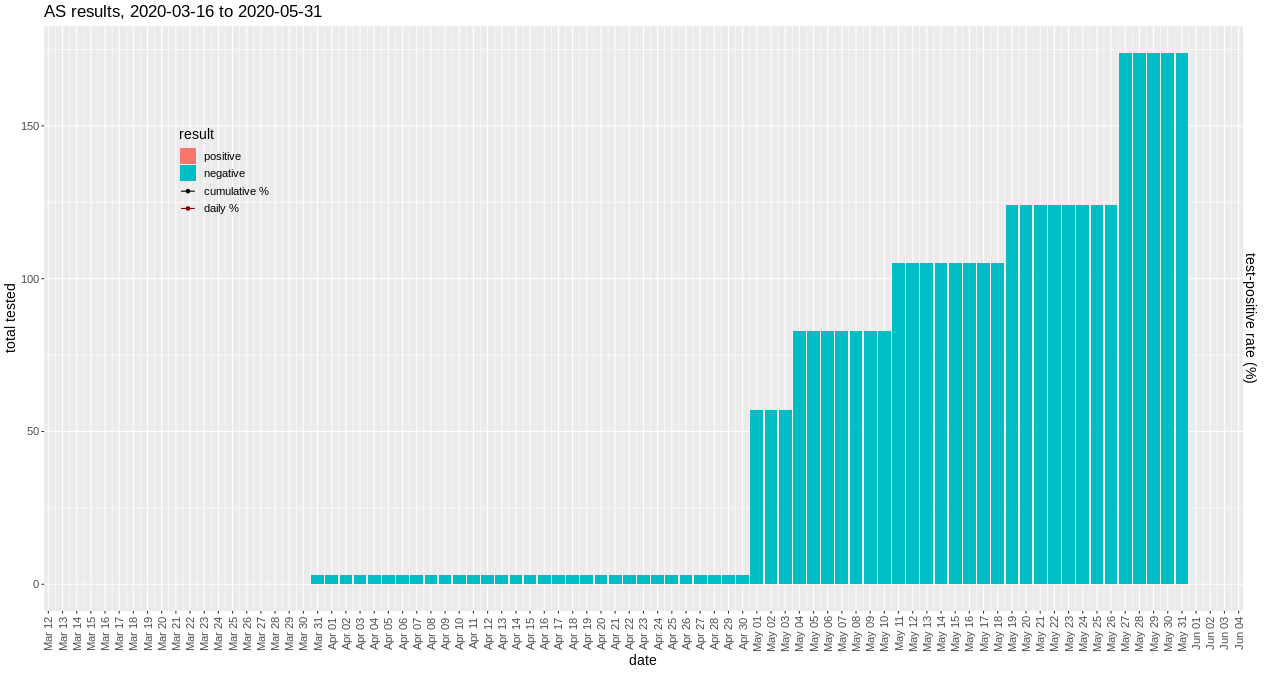 AS results, 2020-03-16 to 2020-05-31
total tested
150
100
50
0
result
positive
negative
cumulative %
daily %
test-positive rate (%)
Mar 12
Mar 13
Mar 14
Mar 15
Mar 16
Mar 17
Mar 18
Mar 19
Mar 20
Mar 21
Mar 22
Mar 23
Mar 24
Mar 25
Mar 26
Mar 27
Mar 28
Mar 29
Mar 30
Mar 31
Apr 01
Apr 02
Apr 03
Apr 04
Apr 05
Apr 06
Apr 07
Apr 08
Apr 09
Apr 10
Apr 11
Apr 12
Apr 13
Apr 14
Apr 15
Apr 16
Apr 17
Apr 18
Apr 19
Apr 20
Apr 21
Apr 22
Apr 23
Apr 24
Apr 25
Apr 26
Apr 27
Apr 28
Apr 29
Apr 30
May 01
May 02
May 03
May 04
May 05
May 06
May 07
May 08
May 09
May 10
May 11
May 12
May 13
May 14
May 15
May 16
May 17
May 18
May 19
May 20
May 21
May 22
May 23
May 24
May 25
May 26
May 27
May 28
May 29
May 30
May 31
Jun 01
Jun 02
Jun 03
Jun 04
date